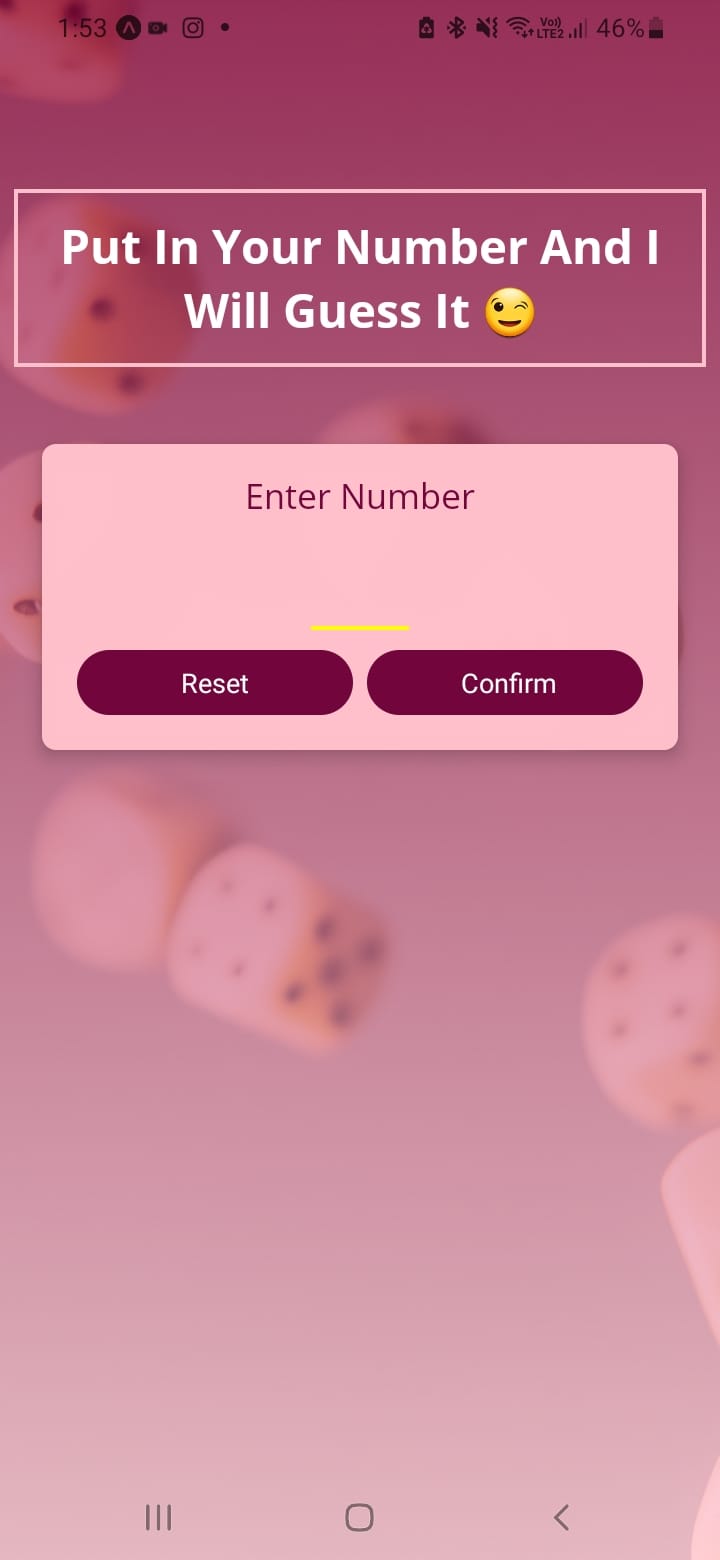 1:53 Vo)) LTE2 46%
Put In Your Number And I
Will Guess It 😉
Enter Number
Reset Confirm